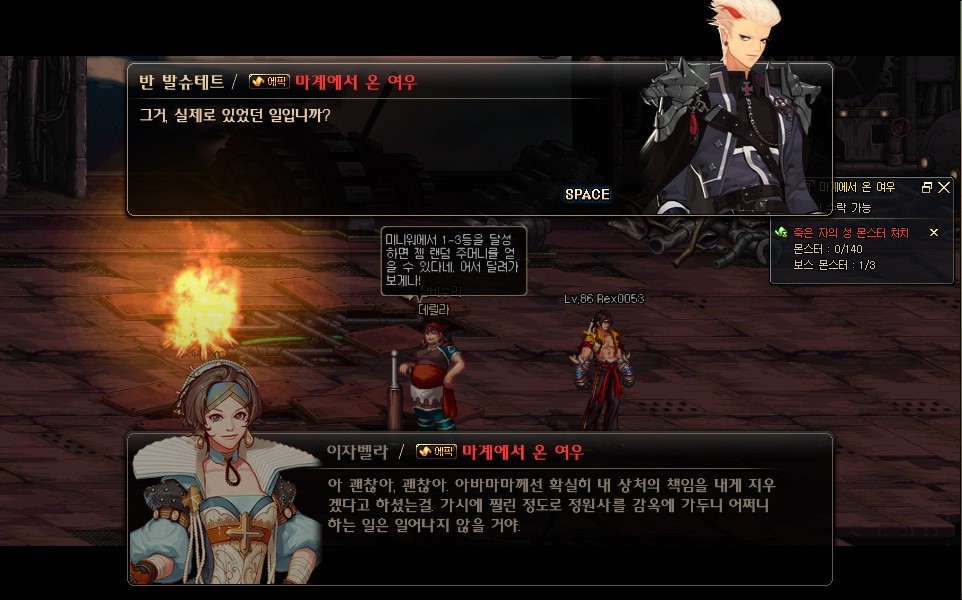 반 발슈테트 / 에픽 마계에서 온 여우
그거, 실제로 있었던 일입니까?
SPACE
마계에서 온 여우
수락 가능
죽은 자의 성 몬스터 처치
몬스터 : 0/140
보스 몬스터 : 1/3
미니워에서 1~3등을 달성
하면 젬 랜덤 주머니를 얻
을 수 있다네. 어서 달려가
보게나!
데릴라
Lv.86 Rex0053
이자벨라 / 에픽 마계에서 온 여우
아 괜찮아, 괜찮아. 아바마마께선 확실히 내 상처의 책임을 내게 지우
겠다고 하셨는걸. 가시에 찔린 정도로 정원사를 감옥에 가두니 어쩌니
하는 일은 일어나지 않을 거야.